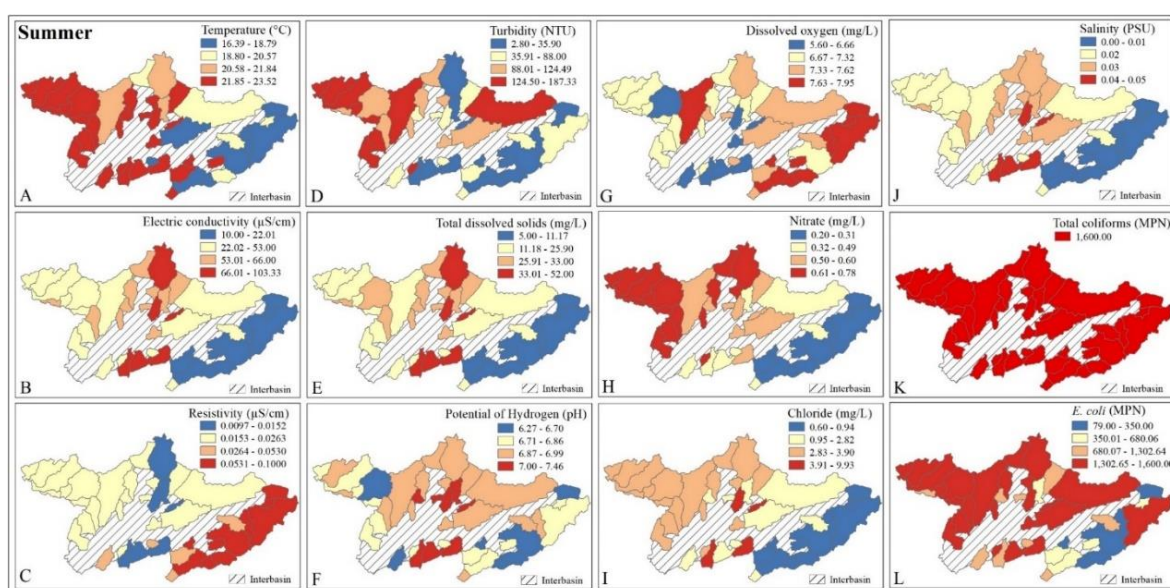 Summer
Temperature (°C)
16.39 - 18.79
18.80 - 20.57
20.58 - 21.84
21.85 - 23.52
Interbasin
A
Turbidity (NTU)
2.80 - 35.90
35.91 - 88.00
88.01 - 124.49
124.50 - 187.33
Interbasin
D
Dissolved oxygen (mg/L)
5.60 - 6.66
6.67 - 7.32
7.33 - 7.62
7.63 - 7.95
Interbasin
G
Salinity (PSU)
0.00 - 0.01
0.02
0.03
0.04 - 0.05
Interbasin
J
Electric conductivity (µS/cm)
10.00 - 22.01
22.02 - 53.00
53.01 - 66.00
66.01 - 103.33
Interbasin
B
Total dissolved solids (mg/L)
5.00 - 11.17
11.18 - 25.90
25.91 - 33.00
33.01 - 52.00
Interbasin
E
Nitrate (mg/L)
0.20 - 0.31
0.32 - 0.49
0.50 - 0.60
0.61 - 0.78
Interbasin
H
Total coliforms (MPN)
1,600.00
Interbasin
K
Resistivity (µS/cm)
0.0097 - 0.0152
0.0153 - 0.0263
0.0264 - 0.0530
0.0531 - 0.1000
Interbasin
C
Potential of Hydrogen (pH)
6.27 - 6.70
6.71 - 6.86
6.87 - 6.99
7.00 - 7.46
Interbasin
F
Chloride (mg/L)
0.60 - 0.94
0.95 - 2.82
2.83 - 3.90
3.91 - 9.93
Interbasin
I
E. coli (MPN)
79.00 - 350.00
350.01 - 680.06
680.07 - 1,302.64
1,302.65 - 1,600.00
Interbasin
L